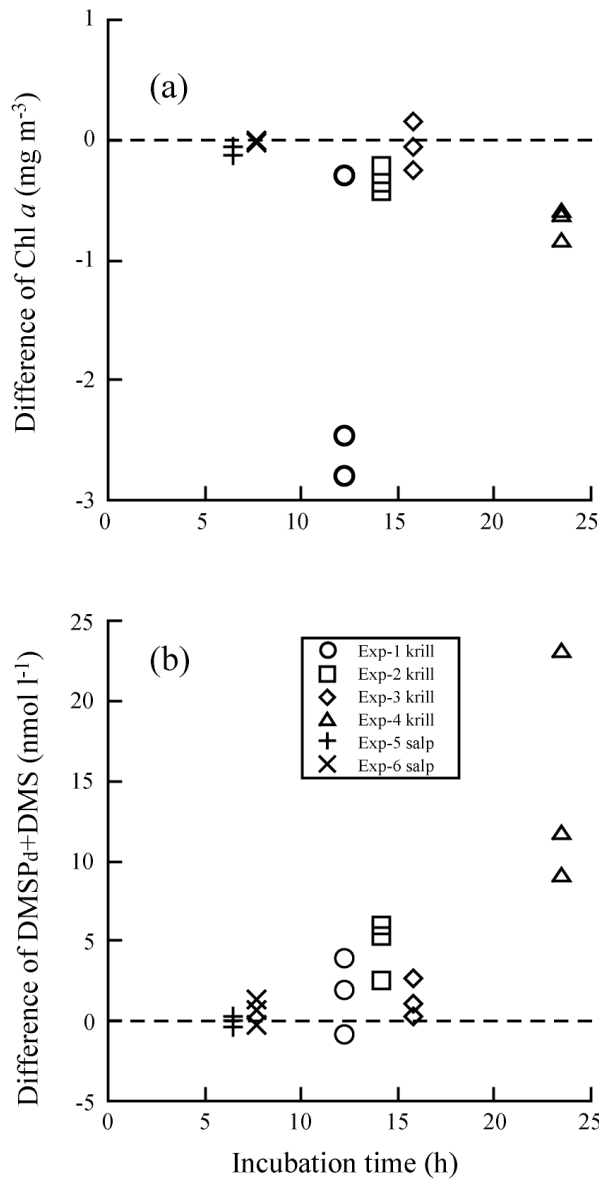 1
(a)
0
-1
-2
-3
Difference of Chl a (mg m-3)
0 5 10 15 20 25
25
(b)
20
15
10
5
0
-5
Difference of DMSPd+DMS (nmol l-1)
Exp-1 krill
Exp-2 krill
Exp-3 krill
Exp-4 krill
Exp-5 salp
Exp-6 salp
0 5 10 15 20 25
Incubation time (h)